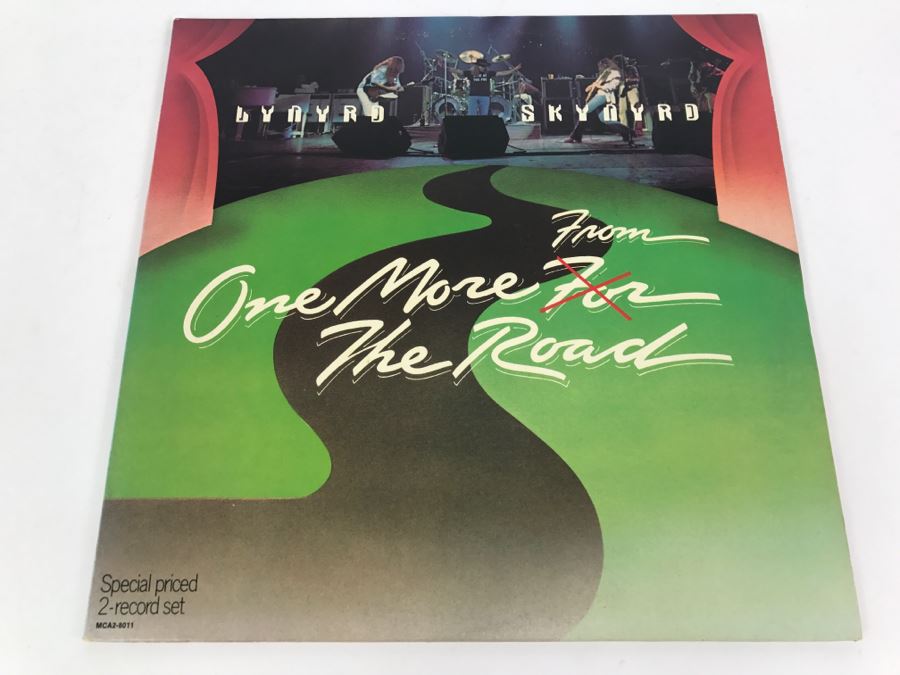 LYNYRD SKYNYRD
From
One More For
The Road
Special priced
2-record set
MCA2-6011